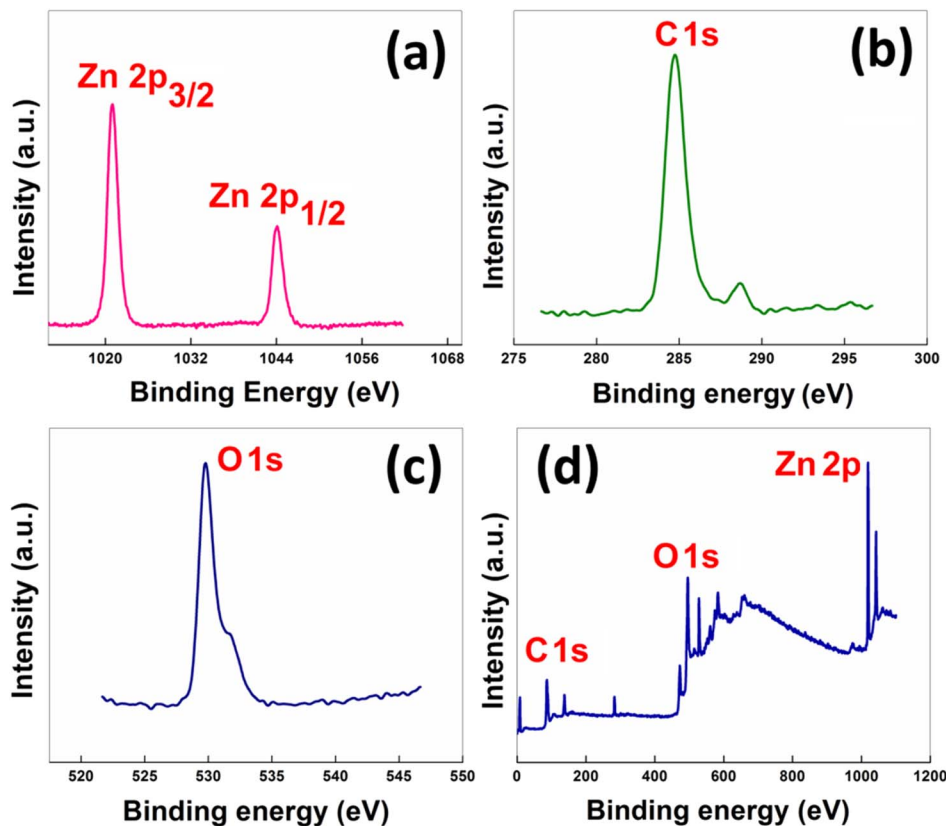 (a)
Zn 2p3/2
Zn 2p1/2
Intensity (a.u.)
1020 1032 1044 1056 1068
Binding Energy (eV)
(b)
C 1s
Intensity (a.u.)
275 280 285 290 295 300
Binding energy (eV)
(c)
O 1s
Intensity (a.u.)
520 525 530 535 540 545 550
Binding energy (eV)
(d)
Zn 2p
O 1s
C 1s
Intensity (a.u.)
0 200 400 600 800 1000 1200
Binding energy (eV)